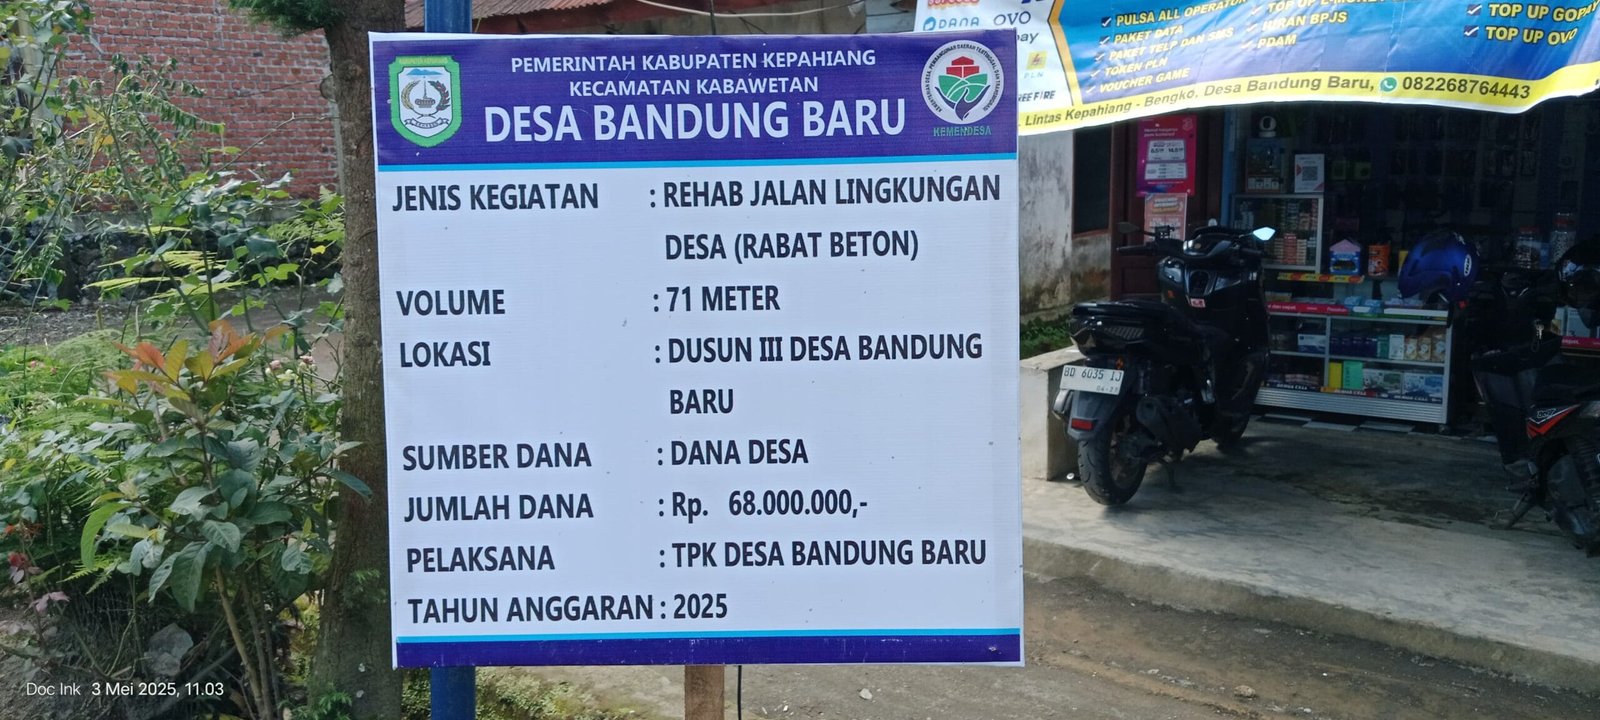 PEMERINTAH KABUPATEN KEPAHIANG
KECAMATAN KABAWETAN
DESA BANDUNG BARU
KEMENDESA
JENIS KEGIATAN : REHAB JALAN LINGKUNGAN
DESA (RABAT BETON)
VOLUME : 71 METER
LOKASI : DUSUN III DESA BANDUNG
BARU
SUMBER DANA : DANA DESA
JUMLAH DANA : Rp. 68.000.000,-
PELAKSANA : TPK DESA BANDUNG BARU
TAHUN ANGGARAN : 2025
DANA OVO
PLN
PULSA ALL OPERATOR
PAKET DATA
PAKET TELP DAN SMS
TOKEN PLN
VOUCHER GAME
IURAN BPJS
PDAM
TOP UP GOPAY
TOP UP OVO
Lintas Kepahiang - Bengko. Desa Bandung Baru, 082268764443
BD 6035 IJ
Doc Ink 3 Mei 2025, 11.03